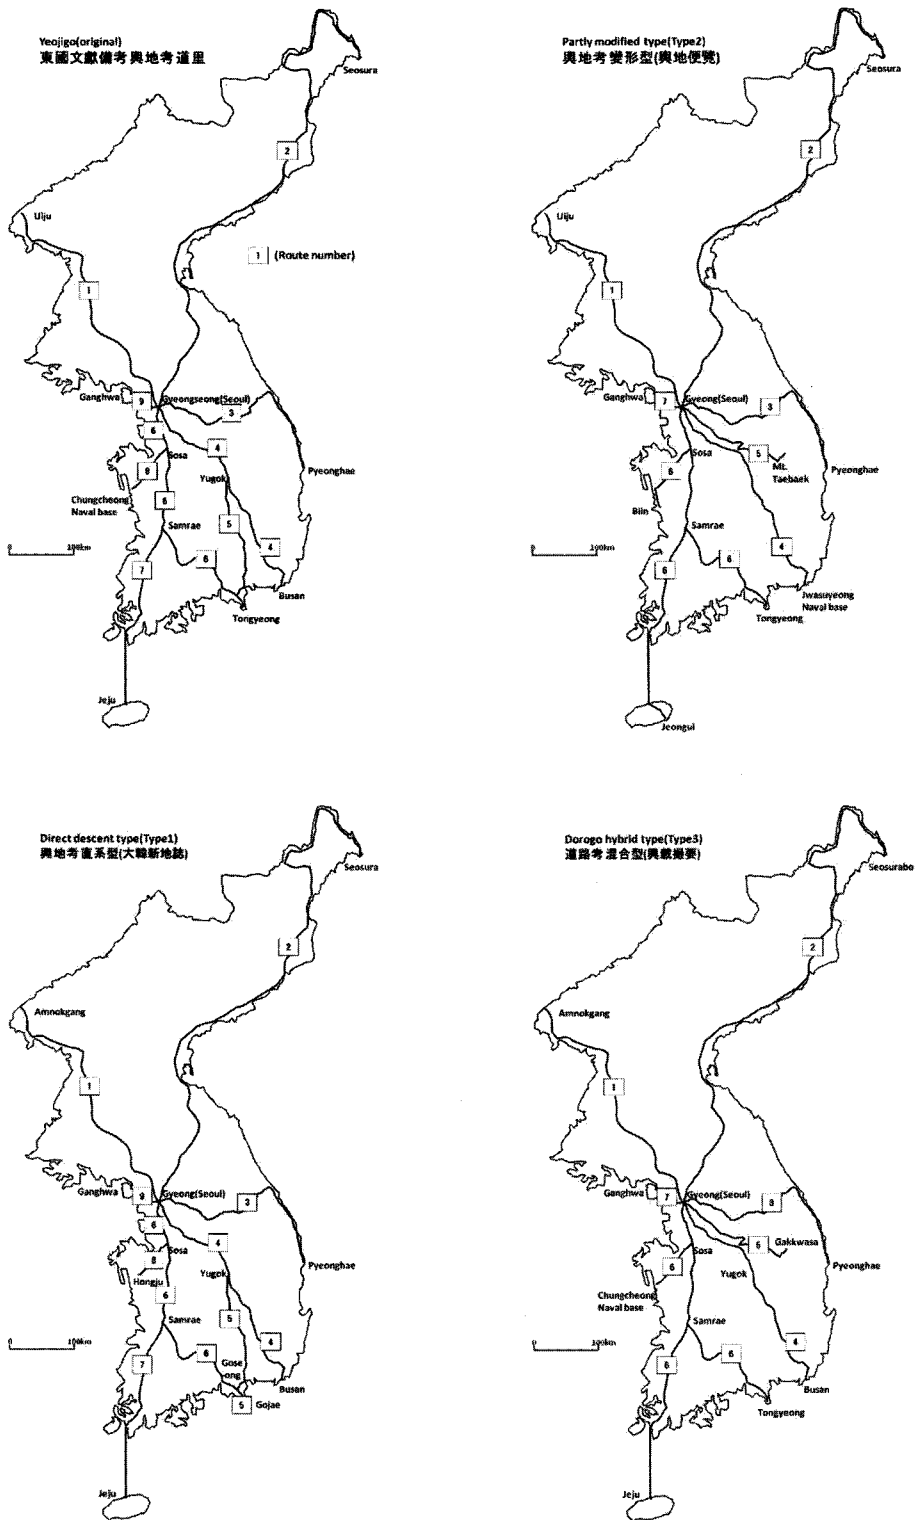 Yeojigo(original)
東國文獻備考輿地考道里
Seosura
2
Uiju
1 (Route number)
1
Ganghwa
9
Gyeongseong(Seoul)
3
6
4
Sosa
8
Yugok
Pyeonghae
Chungcheong
Naval base
6
5
Samrae
0 100km
6
4
7
Busan
Tongyeong
Jeju
Partly modified type(Type2)
輿地考變形型(輿地便覽)
Seosura
2
Uiju
1
Ganghwa
7
Gyeong(Seoul)
3
Sosa
5
6
Mt.
Taebaek
Pyeonghae
Biin
Samrae
0 100km
6
4
6
Jwasuyeong
Naval base
Tongyeong
Jeju
Jeongui
Direct descent type(Type1)
輿地考直系型(大韓新地誌)
Seosura
2
Amnokgang
1
Ganghwa
9
Gyeong(Seoul)
3
6
4
Sosa
8
Yugok
Pyeonghae
Hongju
6
5
Samrae
0 100km
6
4
7
Gose
ong
Busan
5
Gojae
Jeju
Dorogo hybrid type(Type3)
道路考混合型(輿載撮要)
Seosurabo
2
Amnokgang
1
Ganghwa
7
Gyeong(Seoul)
3
Sosa
5
Gakkwasa
6
Yugok
Pyeonghae
Chungcheong
Naval base
Samrae
0 100km
6
4
6
Busan
Tongyeong
Jeju